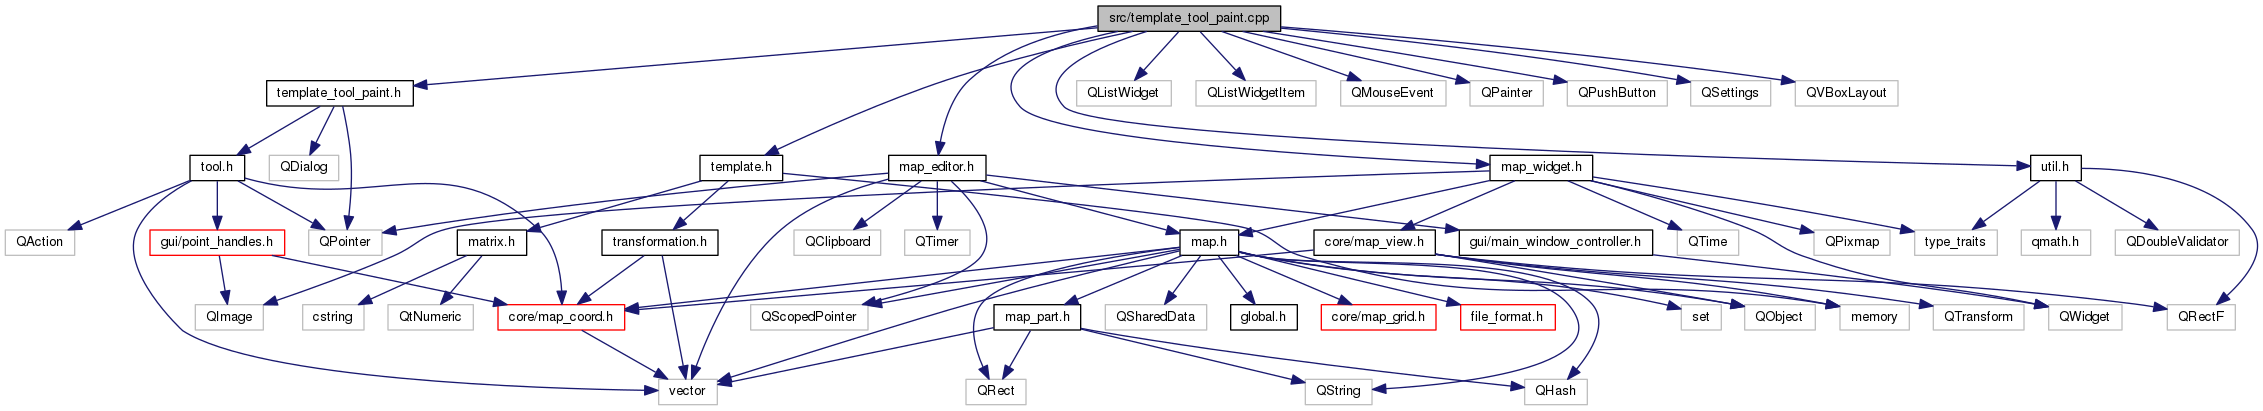 src/template_tool_paint.cpp
template_tool_paint.h
QListWidget
QListWidgetItem
QMouseEvent
QPainter
QPushButton
QSettings
QVBoxLayout
tool.h
QDialog
template.h
map_editor.h
map_widget.h
util.h
QAction
gui/point_handles.h
QPointer
matrix.h
transformation.h
QClipboard
QTimer
map.h
core/map_view.h
gui/main_window_controller.h
QTime
QPixmap
type_traits
qmath.h
QDoubleValidator
QImage
cstring
QtNumeric
core/map_coord.h
QScopedPointer
map_part.h
QSharedData
global.h
core/map_grid.h
file_format.h
set
QObject
memory
QTransform
QWidget
QRectF
vector
QRect
QString
QHash